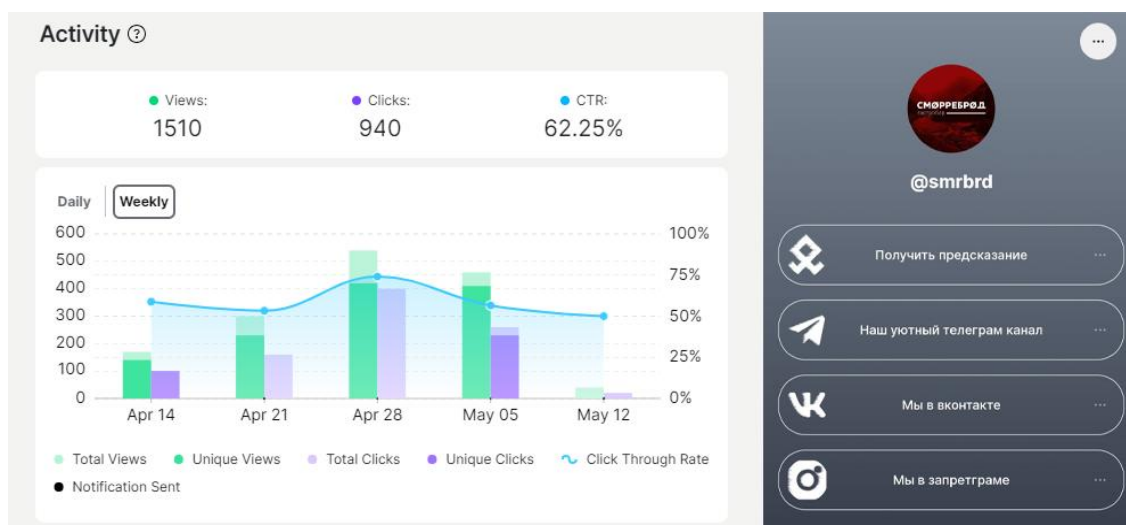 Activity ?
Views:
1510
Clicks:
940
CTR:
62.25%
Daily
Weekly
600
500
400
300
200
100
0
100%
75%
50%
25%
0%
Apr 14
Apr 21
Apr 28
May 05
May 12
Total Views
Unique Views
Total Clicks
Unique Clicks
Click Through Rate
Notification Sent
...
СМØРРЕБРØД
@smrbrd
Получить предсказание ...
Наш уютный телеграм канал ...
Мы в вконтакте ...
Мы в запретграме ...